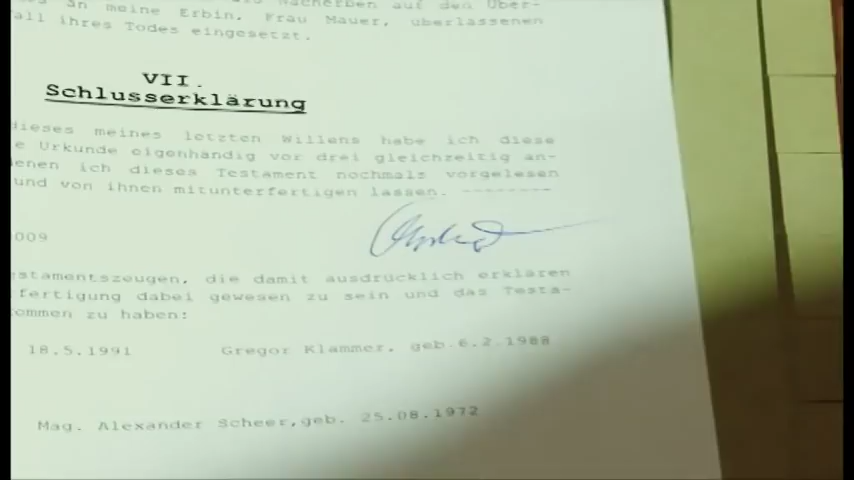 an meine Erbin, Frau Mauer, überlassenen
all ihres Todes eingesetzt.
VII.
Schlusserklärung
dieses meines letzten Willens habe ich diese
e Urkunde eigenhändig vor drei gleichzeitig an-
enen ich dieses Testament nochmals vorgelesen
und von ihnen mitunterfertigen lassen. --------
009
stamentszeugen, die damit ausdrücklich erklären
fertigung dabei gewesen zu sein und das Testa-
ommen zu haben:
18.5.1991 Gregor Klammer, geb.6.2.1988
Mag. Alexander Scheer,geb. 25.08.1972